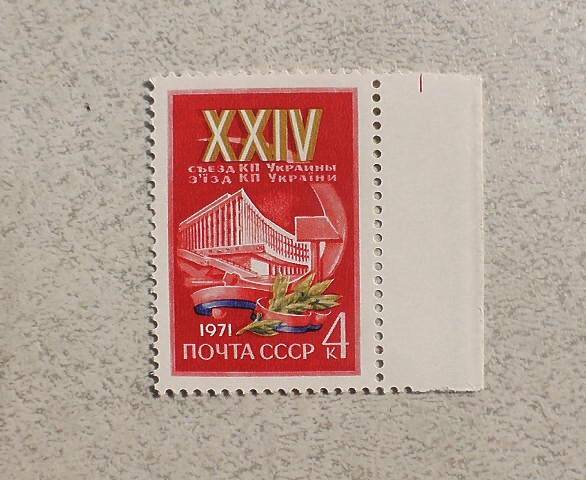 XXIV
СЪЕЗД КП УКРАИНЫ
З'ЇЗД КП УКРАЇНИ
1971
ПОЧТА СССР 4 К